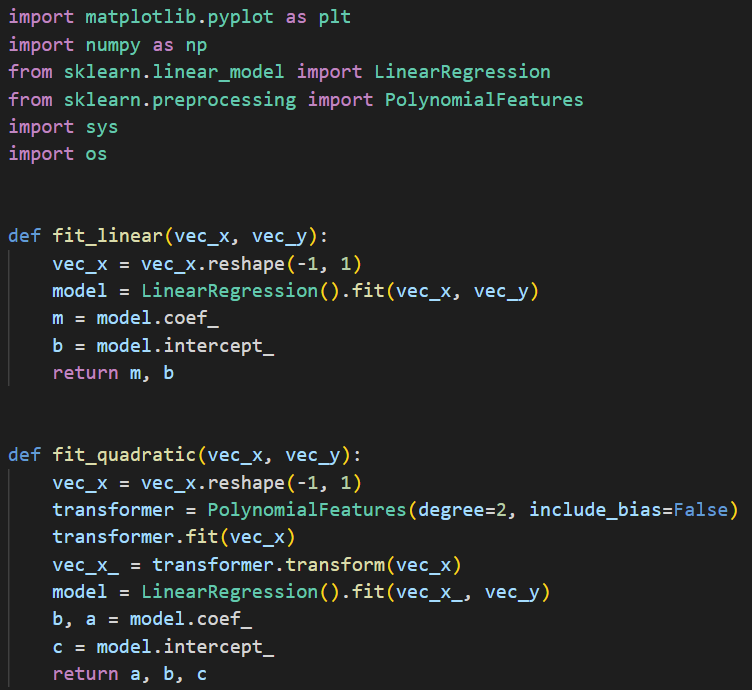 import matplotlib.pyplot as plt
import numpy as np
from sklearn.linear_model import LinearRegression
from sklearn.preprocessing import PolynomialFeatures
import sys
import os
def fit_linear(vec_x, vec_y):
    vec_x = vec_x.reshape(-1, 1)
    model = LinearRegression().fit(vec_x, vec_y)
    m = model.coef_
    b = model.intercept_
    return m, b
def fit_quadratic(vec_x, vec_y):
    vec_x = vec_x.reshape(-1, 1)
    transformer = PolynomialFeatures(degree=2, include_bias=False)
    transformer.fit(vec_x)
    vec_x_ = transformer.transform(vec_x)
    model = LinearRegression().fit(vec_x_, vec_y)
    b, a = model.coef_
    c = model.intercept_
    return a, b, c